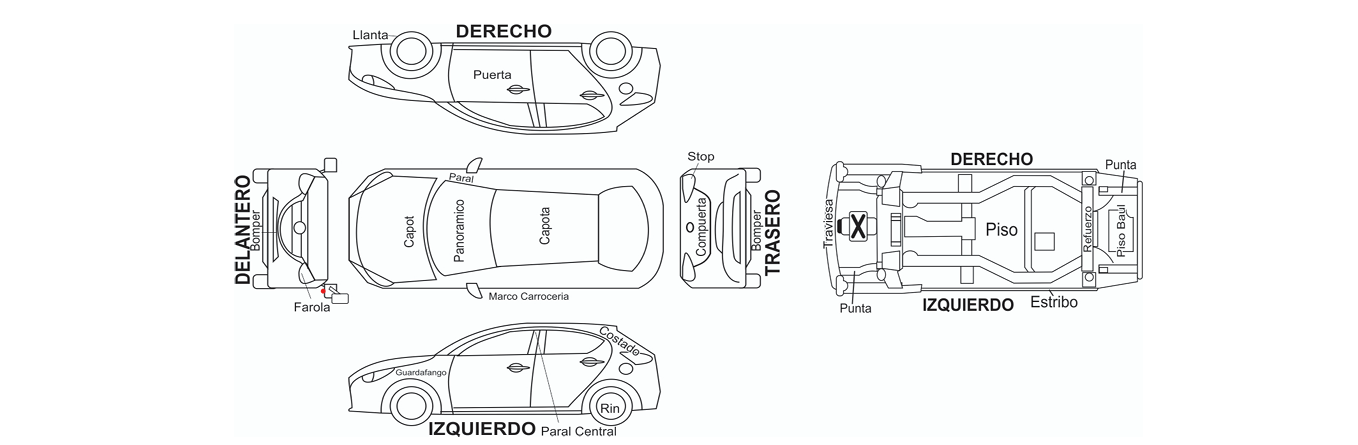 DERECHO
Llanta
Puerta
DELANTERO
Bomper
Farola
Paral
Capot
Panoramico
Capota
Marco Carroceria
Stop
Compuerta
Bomper
TRASERO
DERECHO
Punta
Traviesa
Piso
Refuerzo
Piso Baul
Punta
IZQUIERDO
Estribo
Costado
Guardafango
Rin
IZQUIERDO
Paral Central